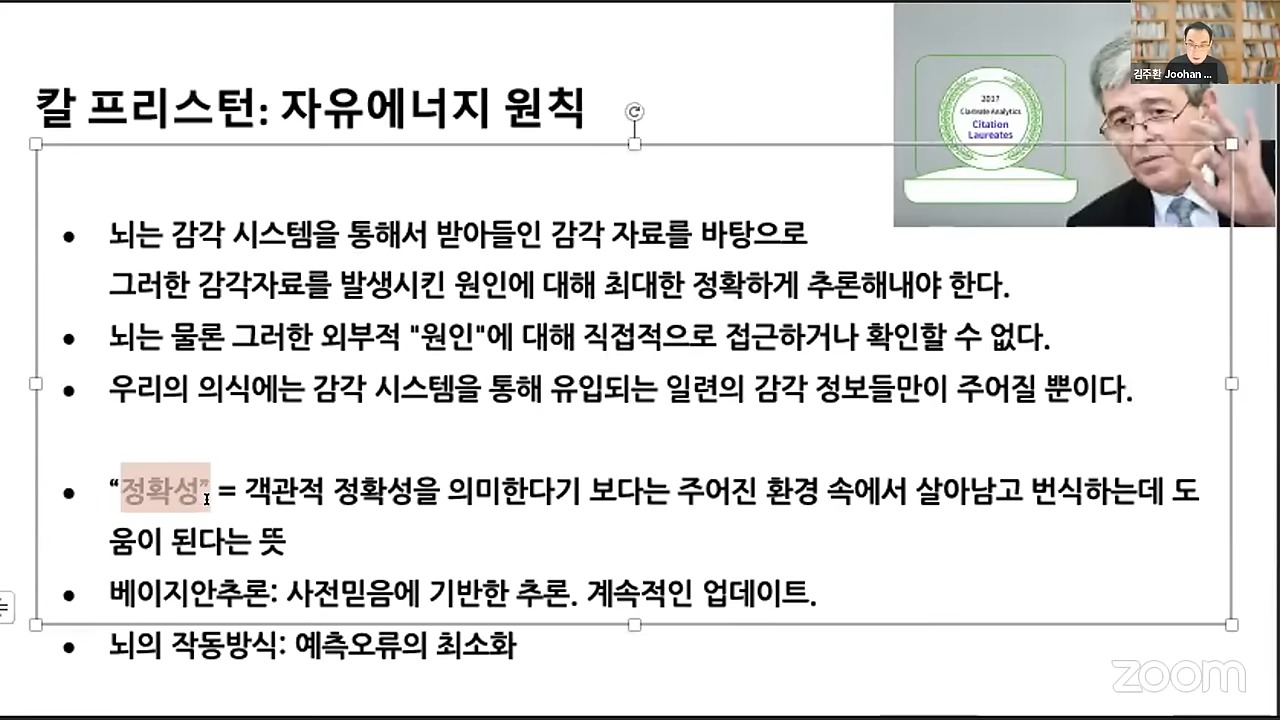 김주환 Joohan ...
2017
Clarivate Analytics
Citation
Laureates
칼 프리스턴: 자유에너지 원칙
• 뇌는 감각 시스템을 통해서 받아들인 감각 자료를 바탕으로
그러한 감각자료를 발생시킨 원인에 대해 최대한 정확하게 추론해내야 한다.
• 뇌는 물론 그러한 외부적 "원인"에 대해 직접적으로 접근하거나 확인할 수 없다.
• 우리의 의식에는 감각 시스템을 통해 유입되는 일련의 감각 정보들만이 주어질 뿐이다.
• “정확성” = 객관적 정확성을 의미한다기 보다는 주어진 환경 속에서 살아남고 번식하는데 도
움이 된다는 뜻
• 베이지안추론: 사전믿음에 기반한 추론. 계속적인 업데이트.
• 뇌의 작동방식: 예측오류의 최소화
zoom